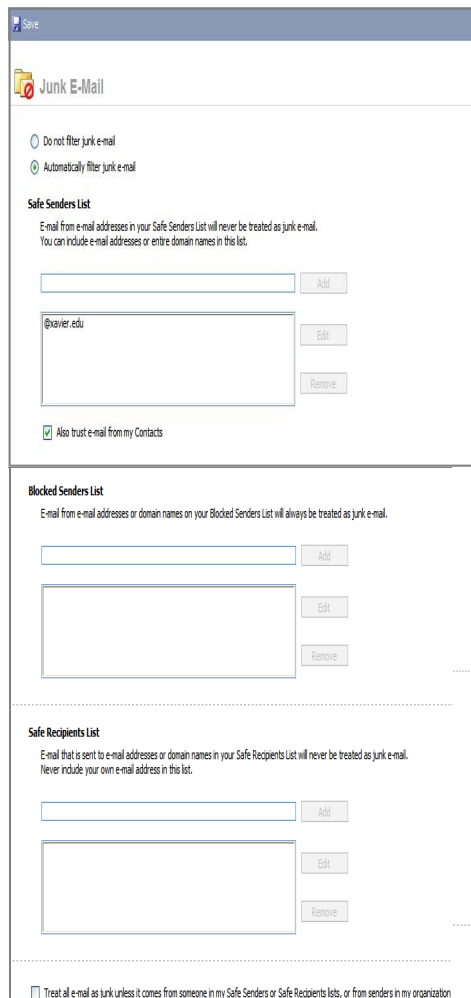 Save
Junk E-Mail
Do not filter junk e-mail
Automatically filter junk e-mail
Safe Senders List
E-mail from e-mail addresses in your Safe Senders List will never be treated as junk e-mail.
You can include e-mail addresses or entire domain names in this list.
Add
@xavier.edu
Edit
Remove
Also trust e-mail from my Contacts
Blocked Senders List
E-mail from e-mail addresses or domain names on your Blocked Senders List will always be treated as junk e-mail.
Add
Edit
Remove
Safe Recipients List
E-mail that is sent to e-mail addresses or domain names in your Safe Recipients List will never be treated as junk e-mail.
Never include your own e-mail address in this list.
Add
Edit
Remove
Treat all e-mail as junk unless it comes from someone in my Safe Senders or Safe Recipients lists, or from senders in my organization